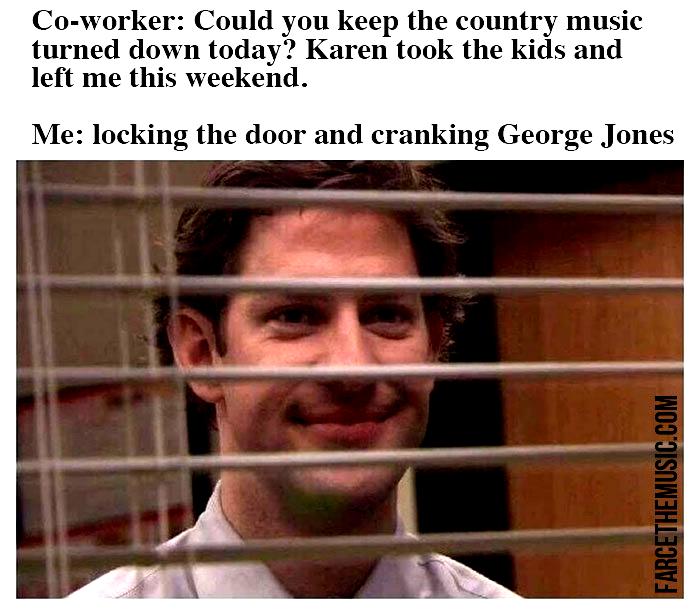 Co-worker: Could you keep the country music
turned down today? Karen took the kids and
left me this weekend.
Me: locking the door and cranking George Jones
FARCETHEMUSIC.COM